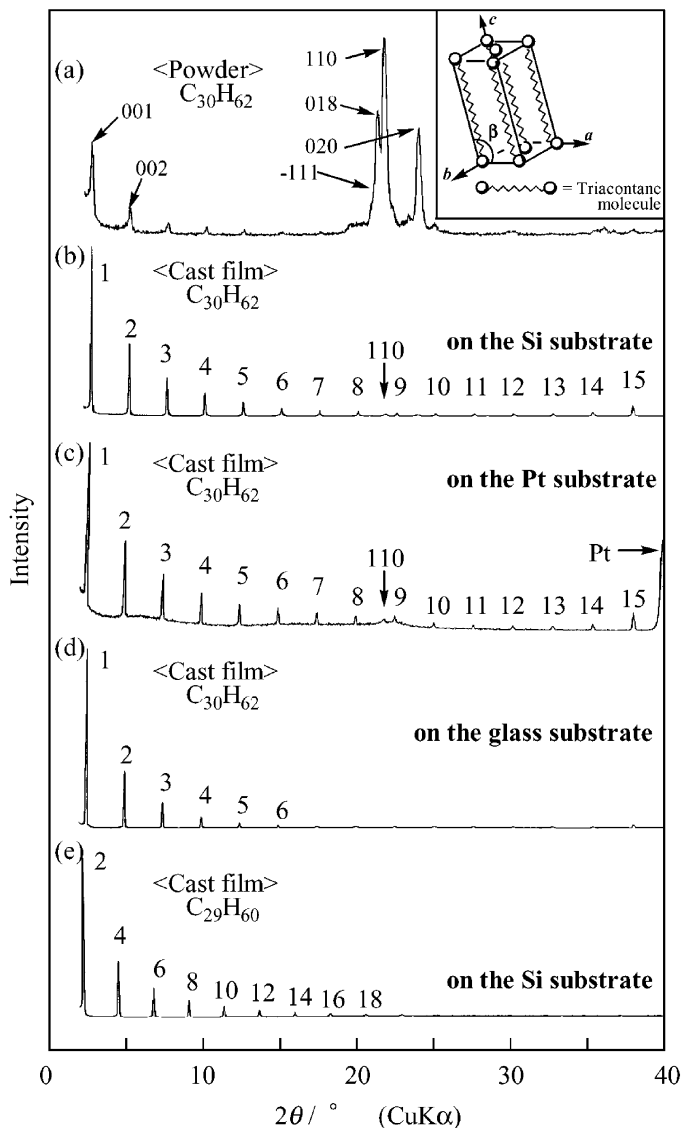 (a)
<Powder>
C₃₀H₆₂
001
002
110
018
020
-111
c
β
a
b
= Triacontane
molecule
(b)
1
<Cast film>
C₃₀H₆₂
on the Si substrate
2
3
4
5
6
7
8
110
9
10
11
12
13
14
15
(c)
1
<Cast film>
C₃₀H₆₂
on the Pt substrate
2
3
4
5
6
7
8
110
9
10
11
12
13
14
15
Pt
(d)
1
<Cast film>
C₃₀H₆₂
on the glass substrate
2
3
4
5
6
(e)
2
<Cast film>
C₂₉H₆₀
on the Si substrate
4
6
8
10
12
14
16
18
Intensity
0 10 20 30 40
2θ / ° (CuKα)